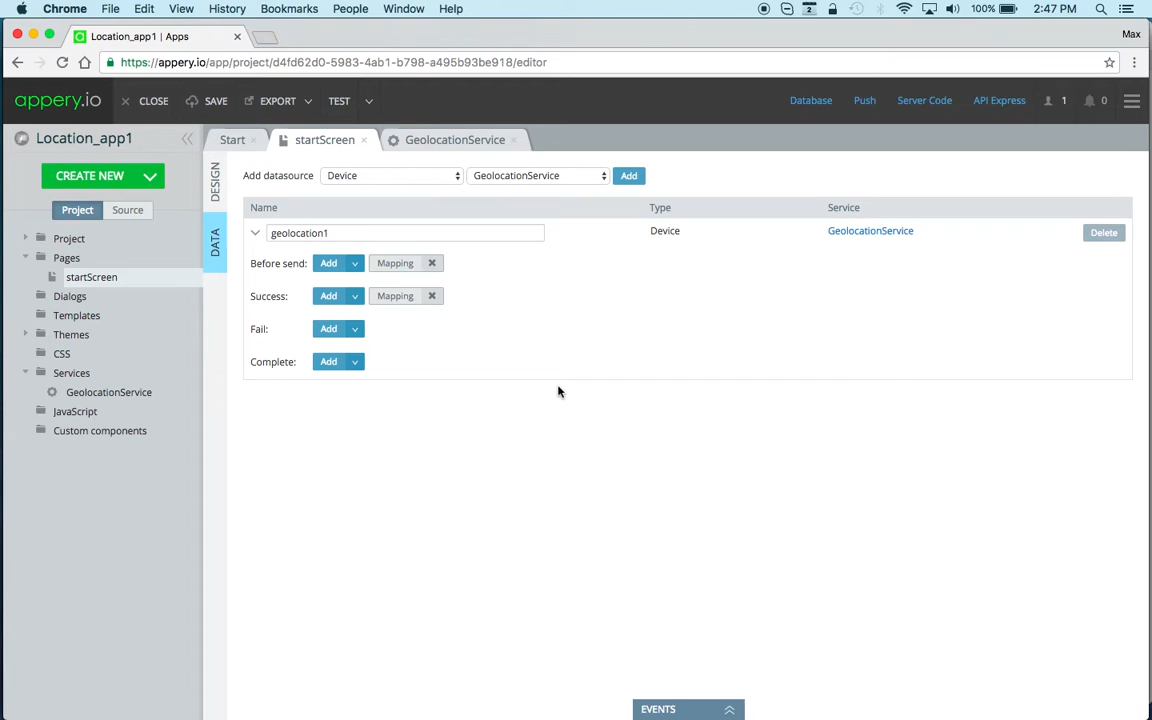 Chrome File Edit View History Bookmarks People Window Help 2 100% 2:47 PM
Location_app1 | Apps Max
https://appery.io/app/project/d4fd62d0-5983-4ab1-b798-a495b93be918/editor
appery.io CLOSE SAVE EXPORT TEST Database Push Server Code API Express 1 0
Location_app1 Start startScreen GeolocationService
CREATE NEW
Project Source
Project
Pages
startScreen
Dialogs
Templates
Themes
CSS
Services
GeolocationService
JavaScript
Custom components
DESIGN
DATA
Add datasource Device GeolocationService Add
Name Type Service
geolocation1 Device GeolocationService Delete
Before send: Add Mapping
Success: Add Mapping
Fail: Add
Complete: Add
EVENTS